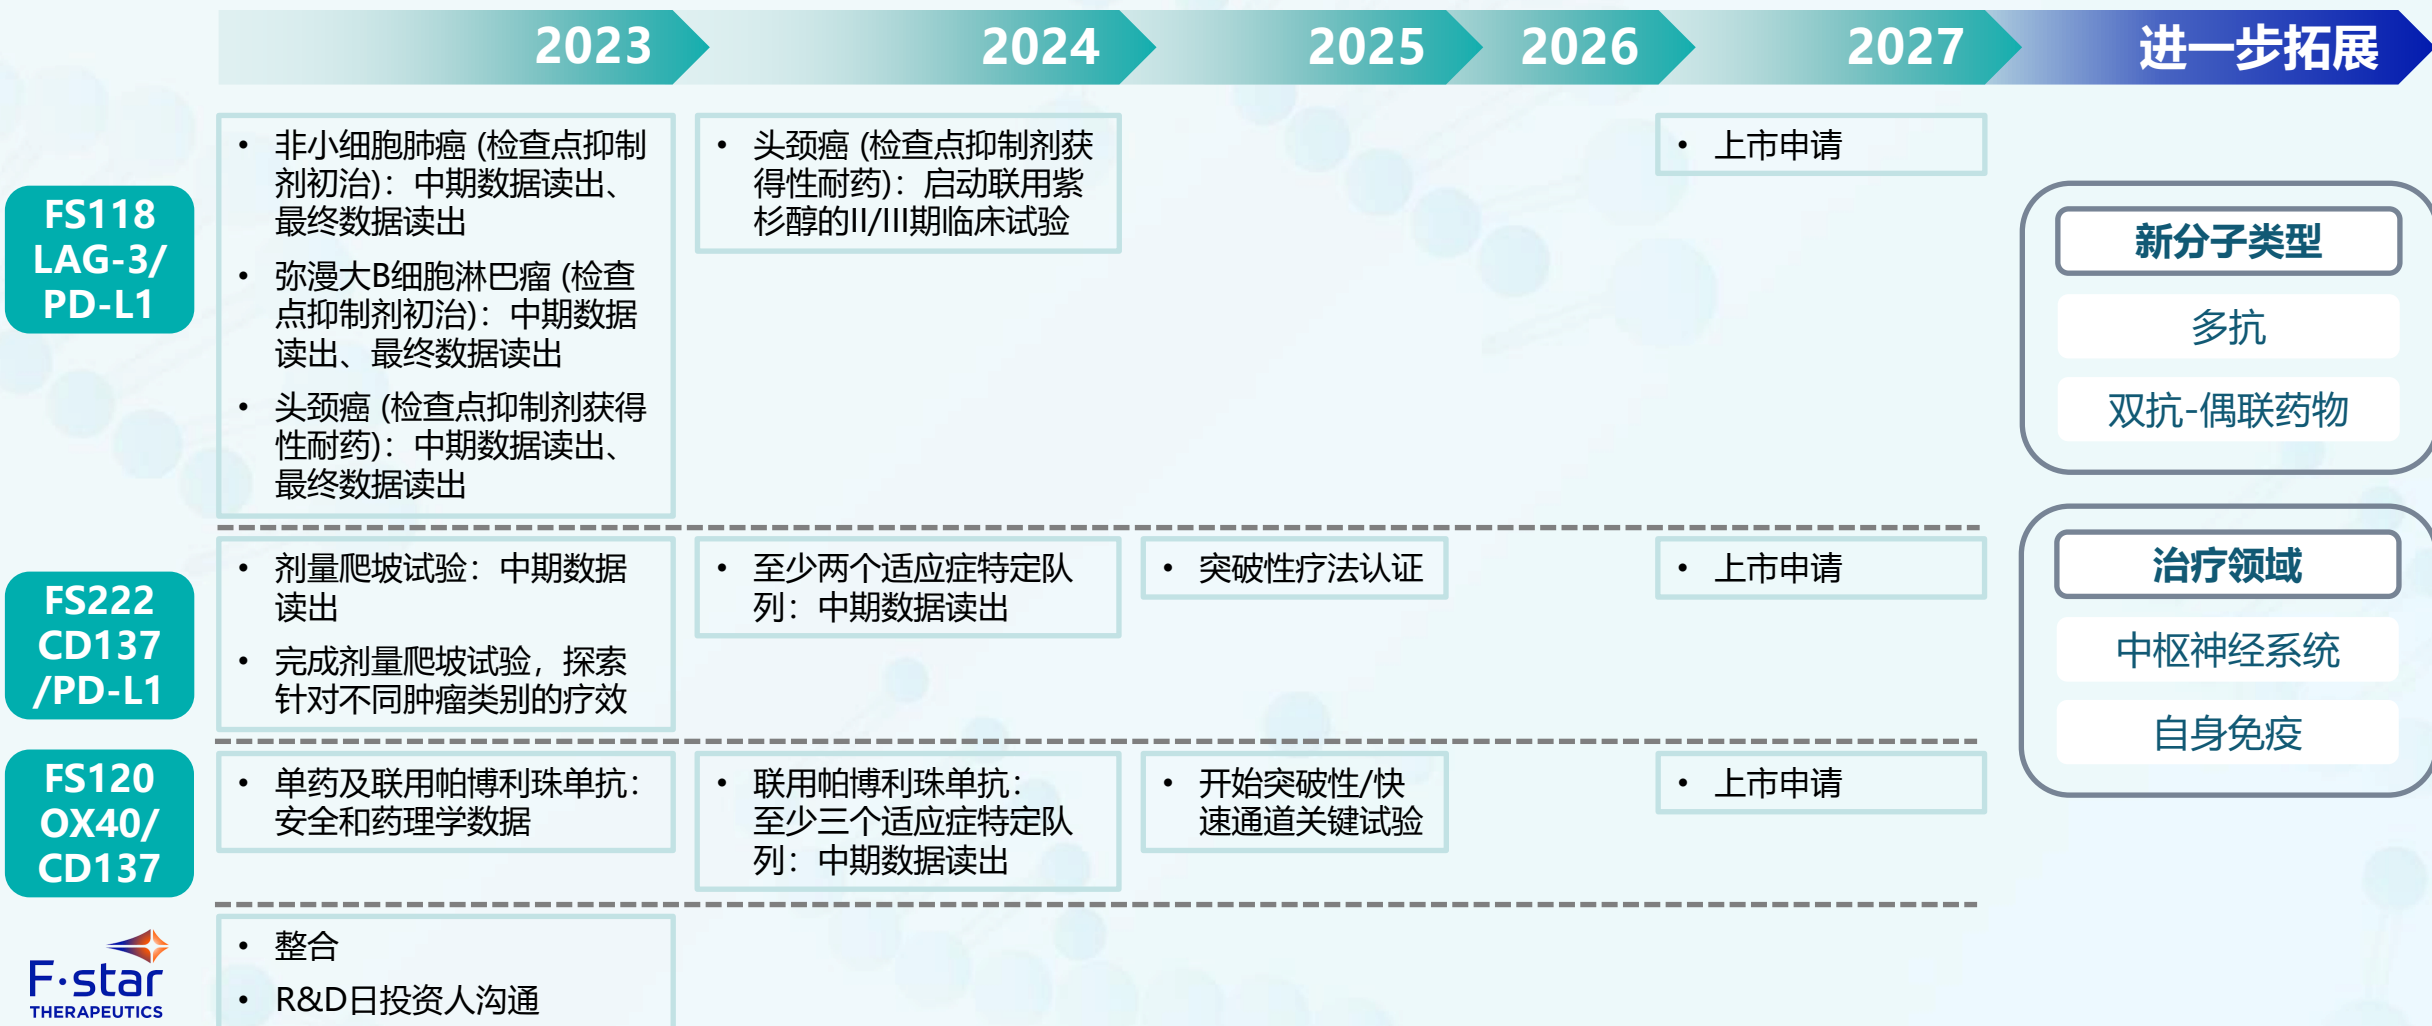 2023
2024
2025
2026
2027
进一步拓展
FS118
LAG-3/
PD-L1
• 非小细胞肺癌 (检查点抑制
剂初治)：中期数据读出、
最终数据读出
• 弥漫大B细胞淋巴瘤 (检查
点抑制剂初治)：中期数据
读出、最终数据读出
• 头颈癌 (检查点抑制剂获得
性耐药)：中期数据读出、
最终数据读出
• 头颈癌 (检查点抑制剂获
得性耐药)：启动联用紫
杉醇的II/III期临床试验
• 上市申请
FS222
CD137
/PD-L1
• 剂量爬坡试验：中期数据
读出
• 完成剂量爬坡试验，探索
针对不同肿瘤类别的疗效
• 至少两个适应症特定队
列：中期数据读出
• 突破性疗法认证
• 上市申请
FS120
OX40/
CD137
• 单药及联用帕博利珠单抗：
安全和药理学数据
• 联用帕博利珠单抗：
至少三个适应症特定队
列：中期数据读出
• 开始突破性/快
速通道关键试验
• 上市申请
F·star
THERAPEUTICS
• 整合
• R&D日投资人沟通
新分子类型
多抗
双抗-偶联药物
治疗领域
中枢神经系统
自身免疫